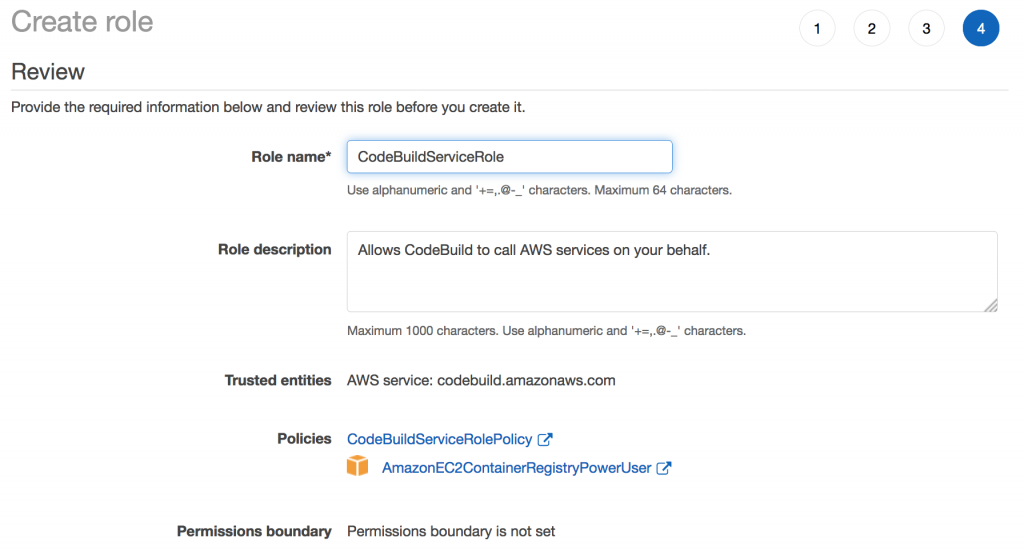 Create role
1 2 3 4
Review
Provide the required information below and review this role before you create it.
Role name* CodeBuildServiceRole
Use alphanumeric and '+=,.@-_' characters. Maximum 64 characters.
Role description Allows CodeBuild to call AWS services on your behalf.
Maximum 1000 characters. Use alphanumeric and '+=,.@-_' characters.
Trusted entities AWS service: codebuild.amazonaws.com
Policies CodeBuildServiceRolePolicy
AmazonEC2ContainerRegistryPowerUser
Permissions boundary Permissions boundary is not set